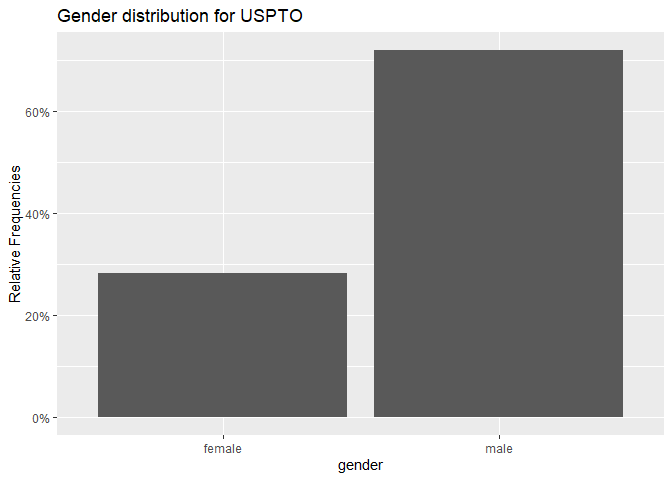 Gender distribution for USPTO
Relative Frequencies
60%
40%
20%
0%
female male
gender